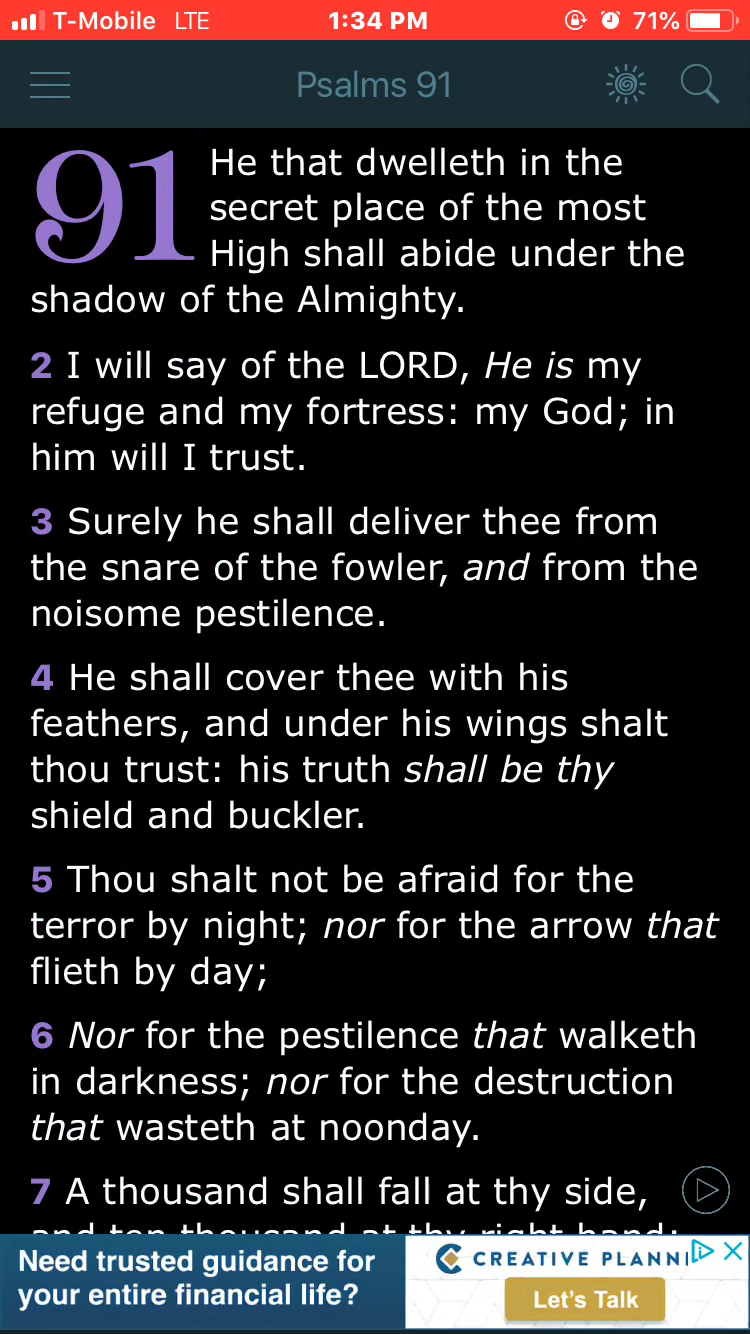 T-Mobile LTE 1:34 PM 71%
Psalms 91
91 He that dwelleth in the
secret place of the most
High shall abide under the
shadow of the Almighty.
2 I will say of the LORD, He is my
refuge and my fortress: my God; in
him will I trust.
3 Surely he shall deliver thee from
the snare of the fowler, and from the
noisome pestilence.
4 He shall cover thee with his
feathers, and under his wings shalt
thou trust: his truth shall be thy
shield and buckler.
5 Thou shalt not be afraid for the
terror by night; nor for the arrow that
flieth by day;
6 Nor for the pestilence that walketh
in darkness; nor for the destruction
that wasteth at noonday.
7 A thousand shall fall at thy side,
and ten thousand at thy right hand;
Need trusted guidance for
your entire financial life?
CREATIVE PLANNI
Let's Talk